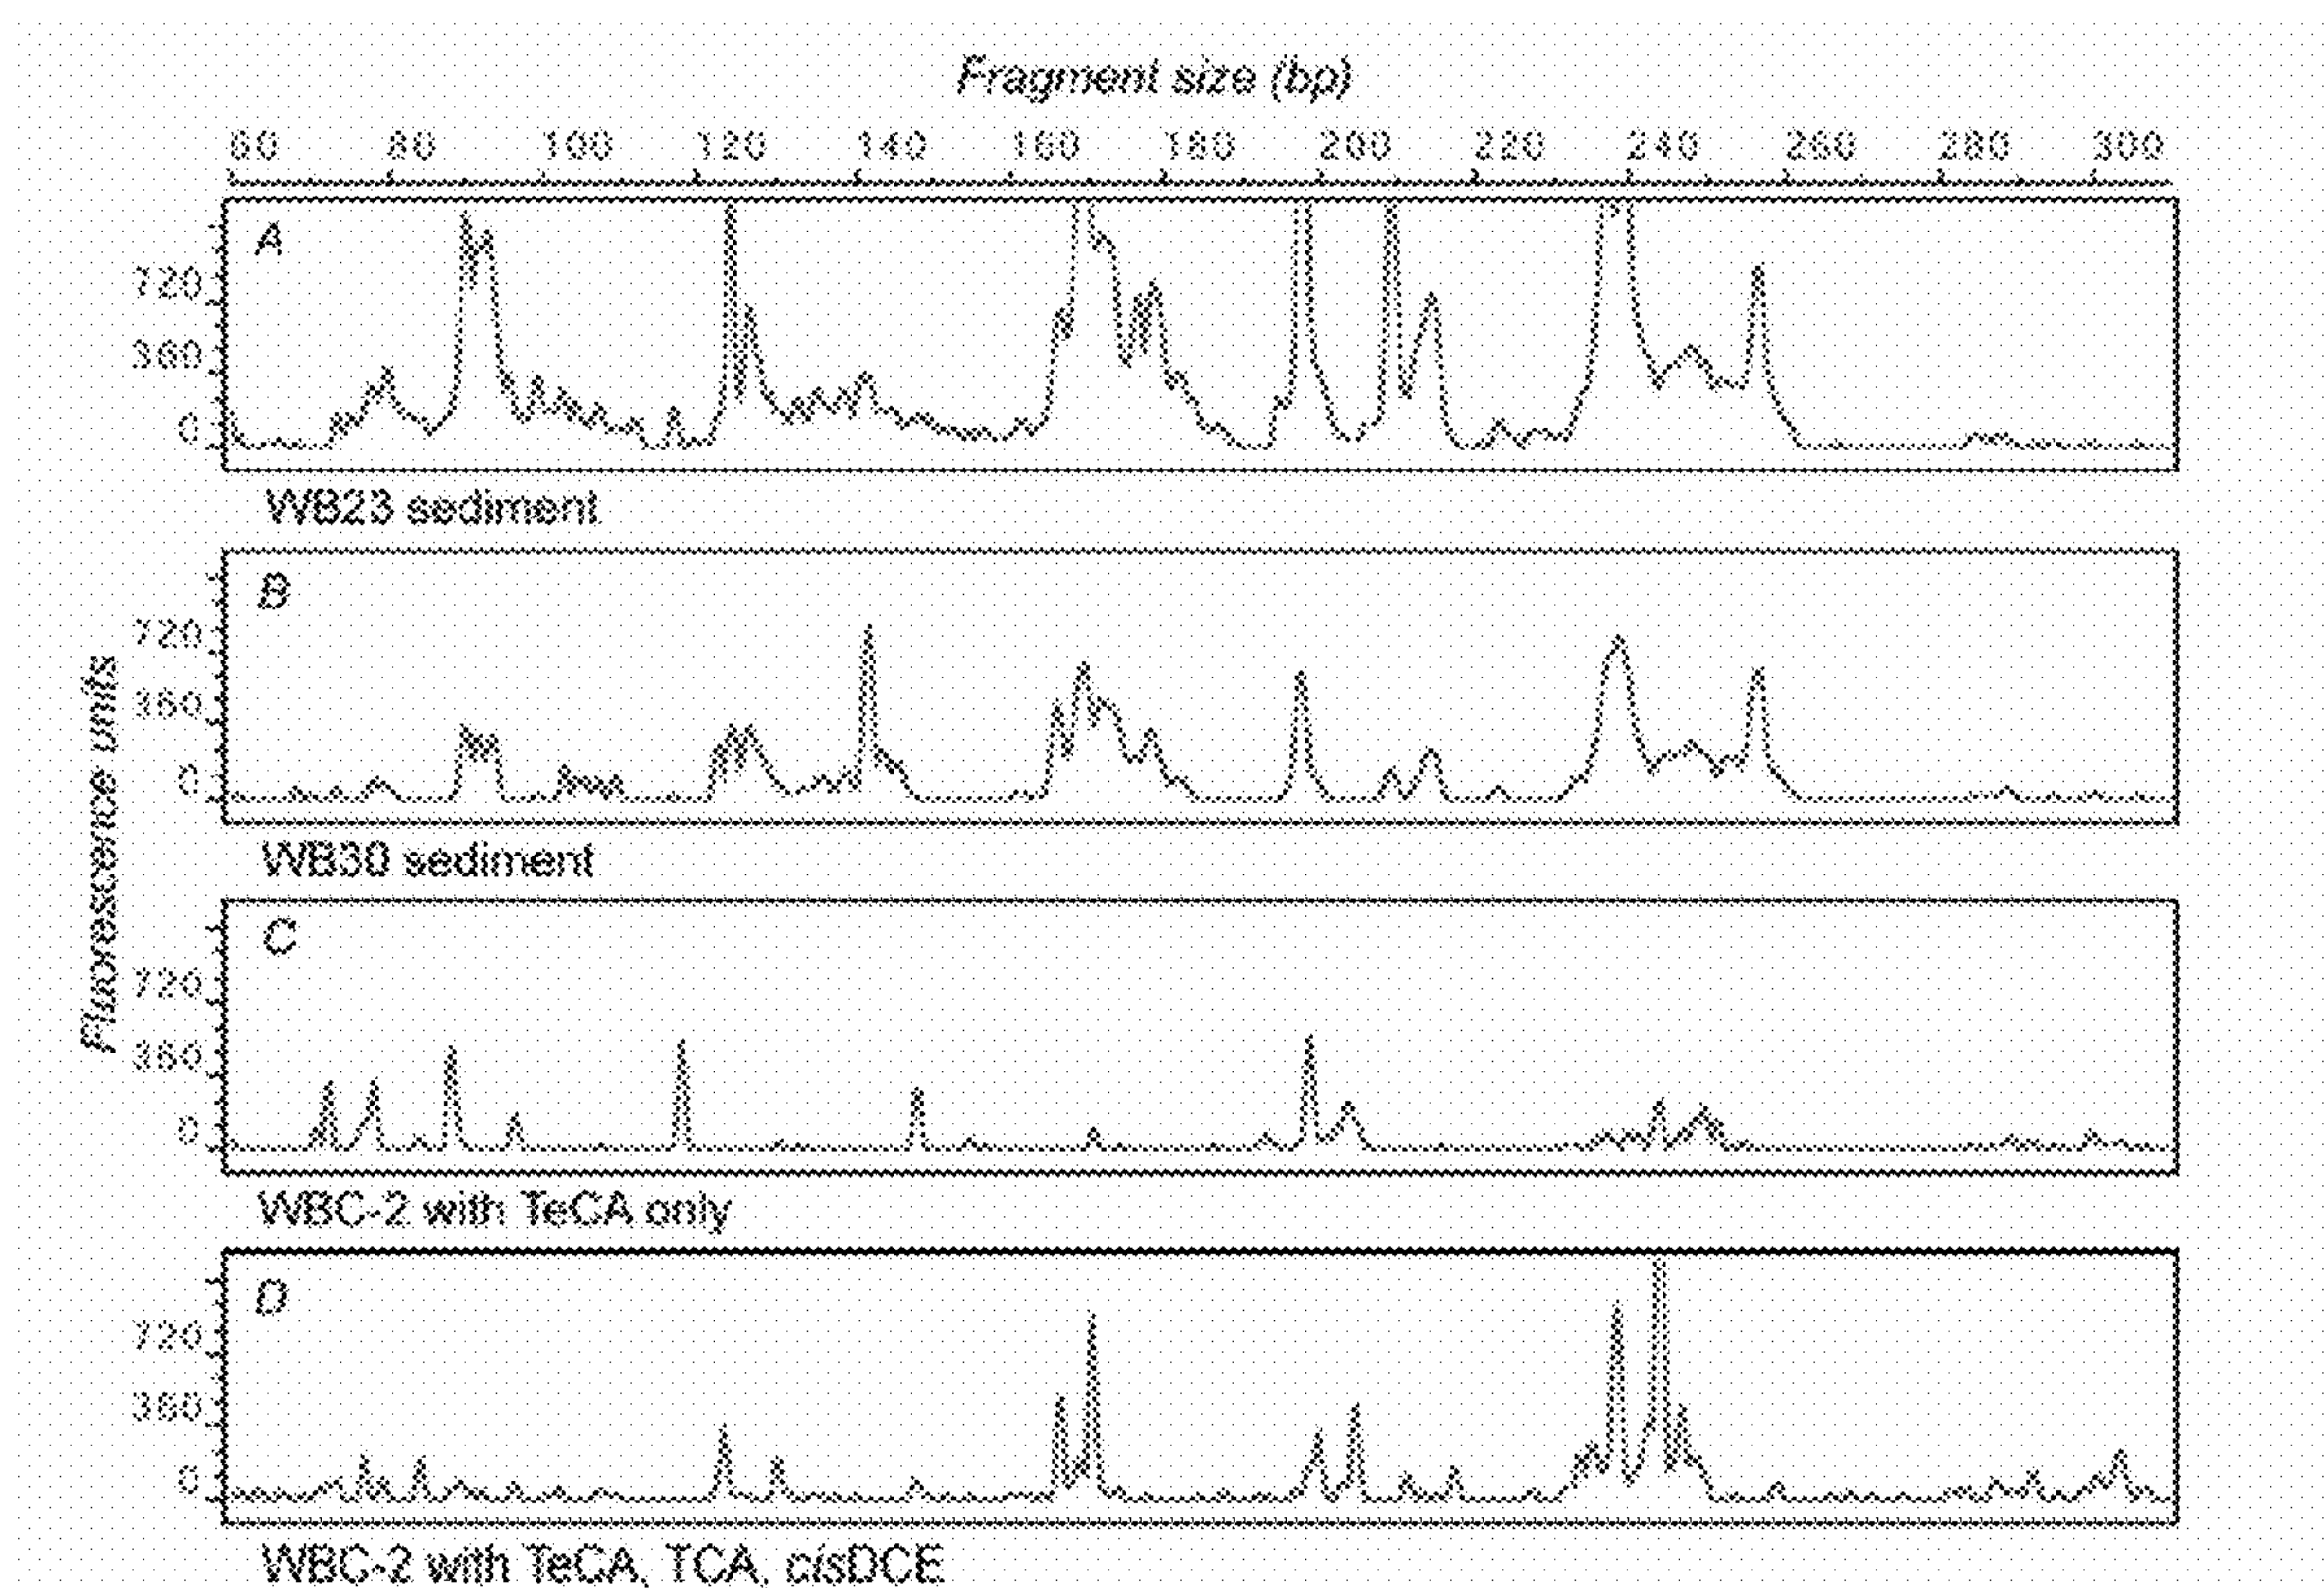 Fragment size (bp)
60 80 100 120 140 160 180 200 220 240 260 280 300
A
720
360
0
WB23 sediment
B
720
360
0
WB30 sediment
Fluorescence units
C
720
360
0
WBC-2 with TeCA only
D
720
360
0
WBC-2 with TeCA, TCA, cisDCE